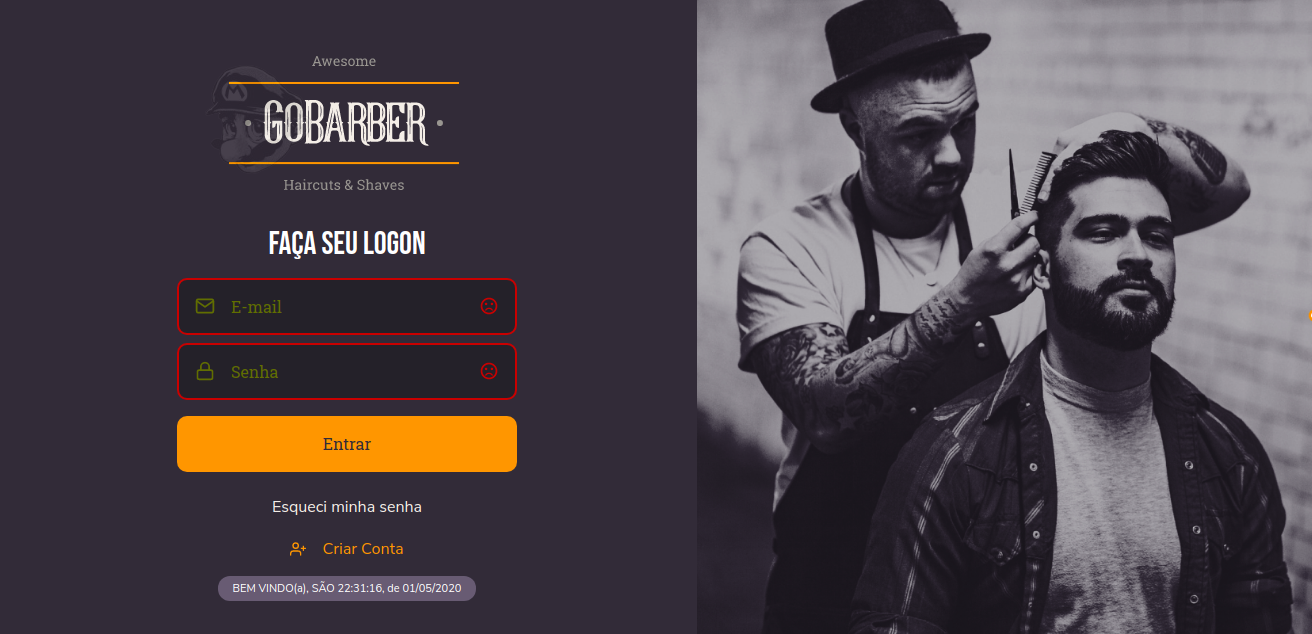 Awesome
GOBARBER
Haircuts & Shaves
FAÇA SEU LOGON
E-mail
Senha
Entrar
Esqueci minha senha
Criar Conta
BEM VINDO(a), SÃO 22:31:16, de 01/05/2020